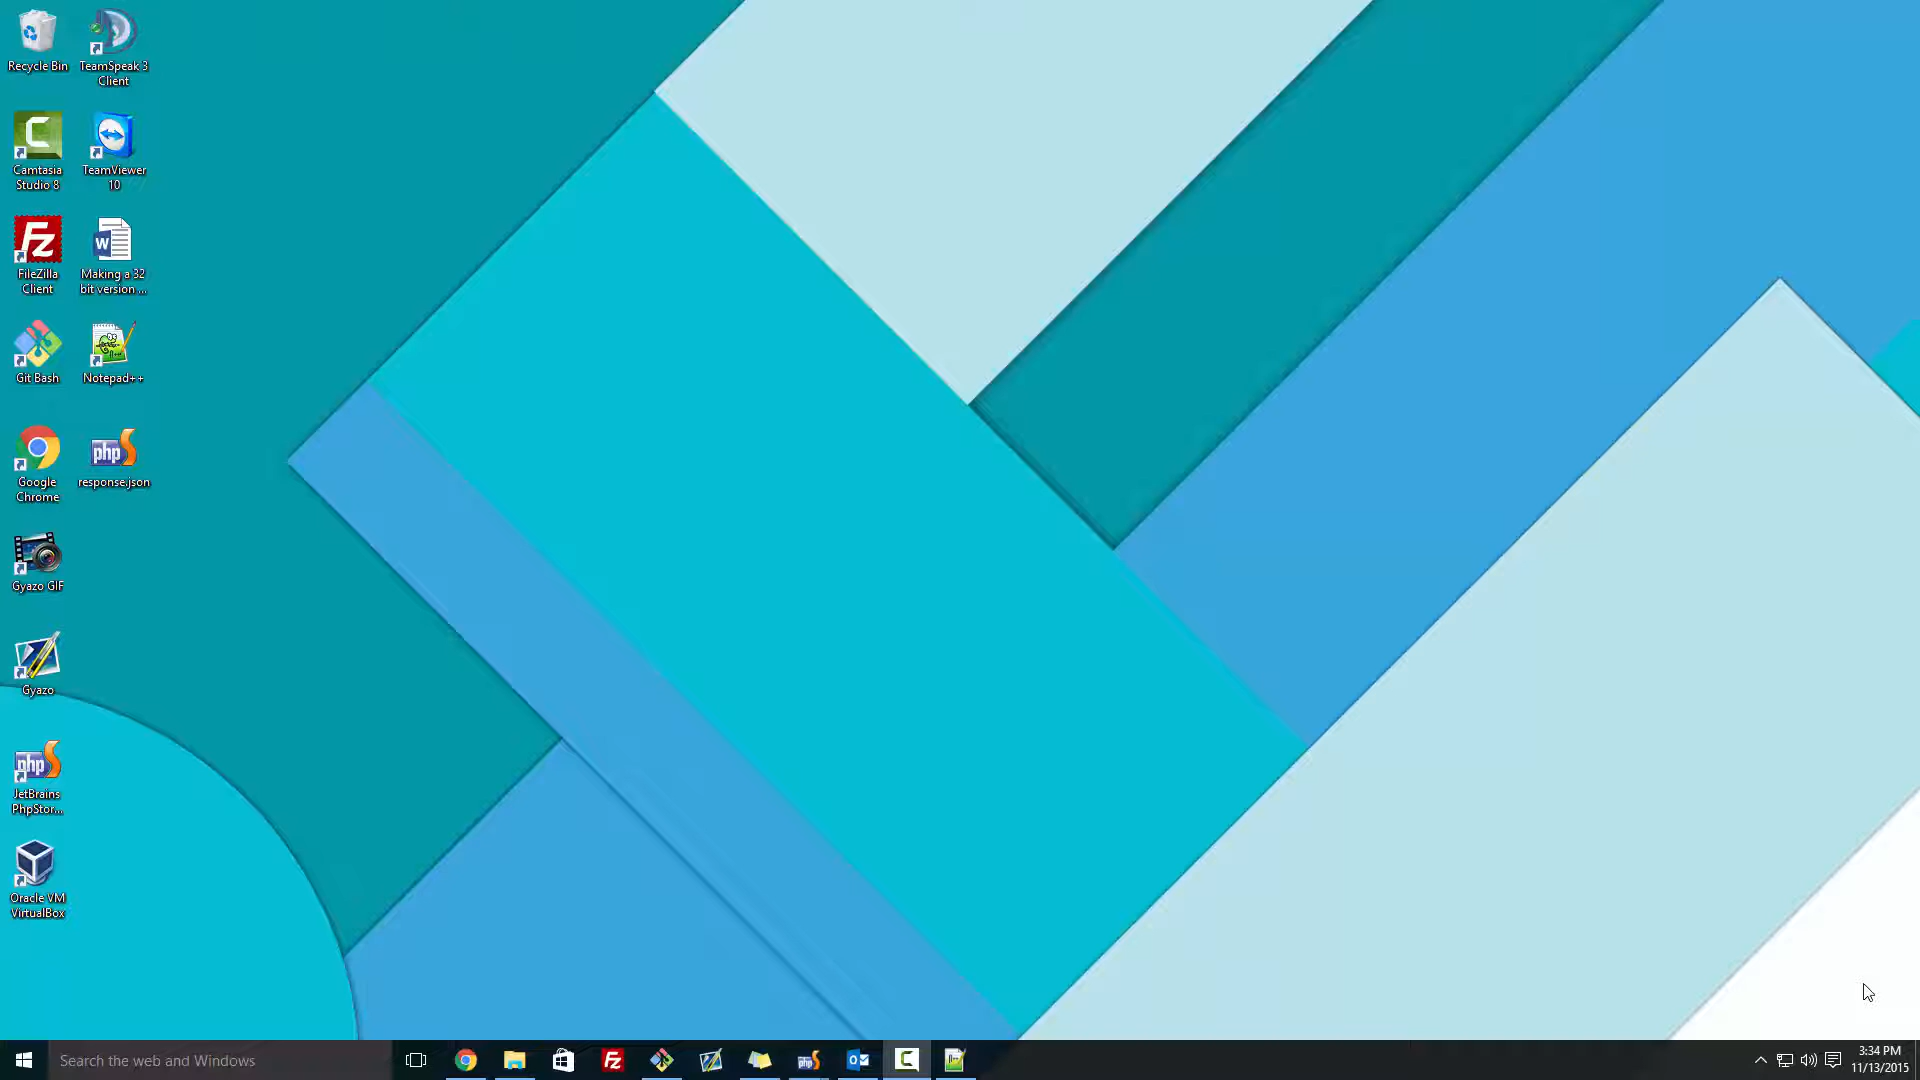 Recycle Bin
TeamSpeak 3
Client
Camtasia
Studio 8
TeamViewer
10
FileZilla
Client
Making a 32
bit version ...
Git Bash
Notepad++
Google
Chrome
response.json
Gyazo GIF
Gyazo
JetBrains
PhpStor...
Oracle VM
VirtualBox
Search the web and Windows
3:34 PM
11/13/2015